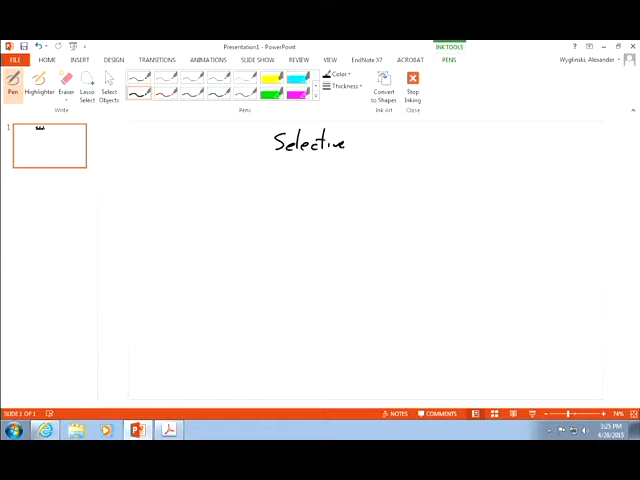 Presentation1 - PowerPoint
INK TOOLS
FILE HOME INSERT DESIGN TRANSITIONS ANIMATIONS SLIDE SHOW REVIEW VIEW EndNote X7 ACROBAT PENS
Wyglinski, Alexander
Pen Highlighter Eraser Lasso Select Select Objects Color Thickness Convert to Shapes Stop Inking
Write Pens Ink Art Close
1
Selective
SLIDE 1 OF 1 NOTES COMMENTS 74%
3:25 PM
4/28/2015